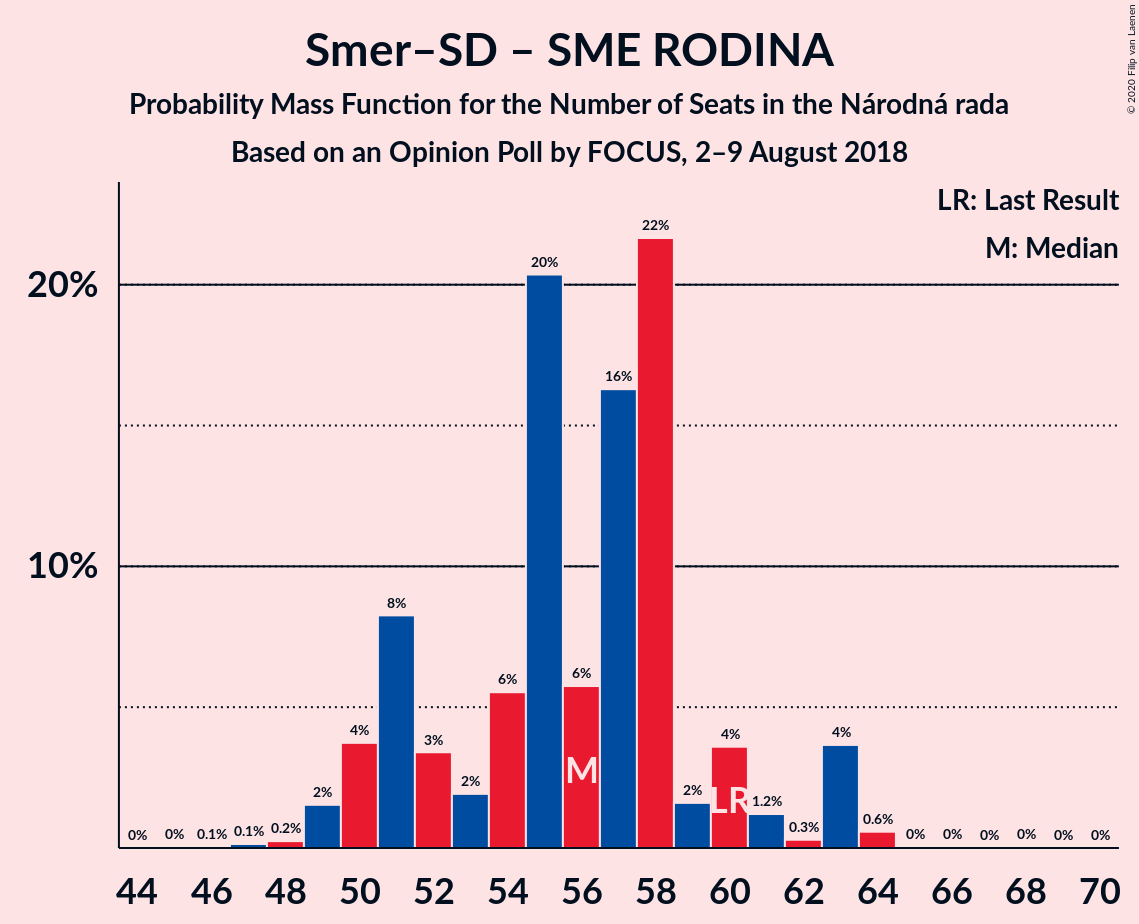 Smer–SD – SME RODINA
Probability Mass Function for the Number of Seats in the Národná rada
Based on an Opinion Poll by FOCUS, 2–9 August 2018
© 2020 Filip van Laenen
LR: Last Result
M: Median
20%
10%
0% 0% 0.1% 0.1% 0.2% 2% 4% 8% 3% 2% 6% 20% 6% 16% 22% 2% 4% 1.2% 0.3% 4% 0.6% 0% 0% 0% 0% 0% 0%
M
LR
44 46 48 50 52 54 56 58 60 62 64 66 68 70